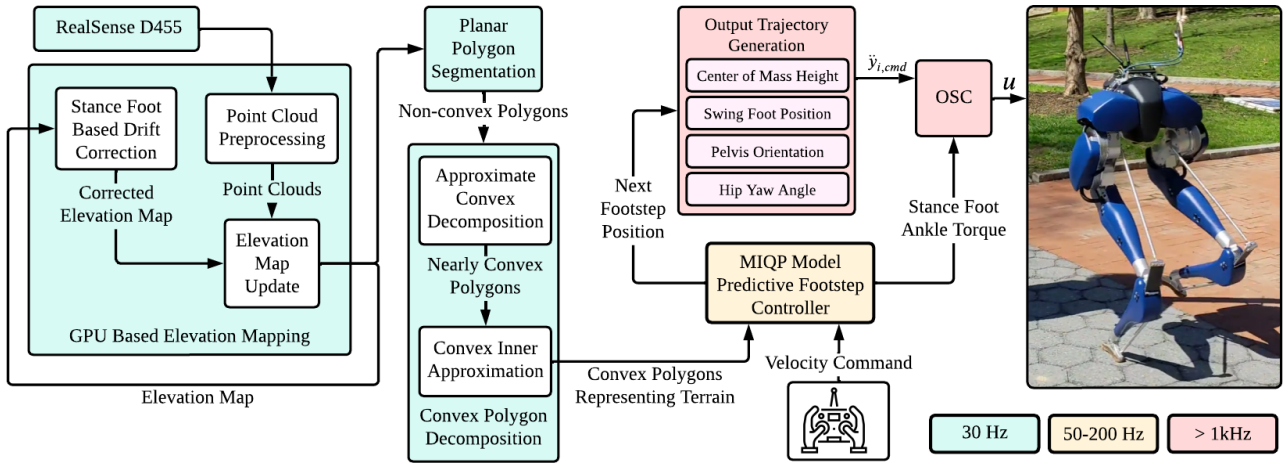 RealSense D455
Stance Foot
Based Drift
Correction
Point Cloud
Preprocessing
Corrected
Elevation Map
Point Clouds
Elevation
Map
Update
GPU Based Elevation Mapping
Elevation Map
Planar
Polygon
Segmentation
Non-convex Polygons
Approximate
Convex
Decomposition
Nearly Convex
Polygons
Convex Inner
Approximation
Convex Polygon
Decomposition
Convex Polygons
Representing Terrain
Next
Footstep
Position
Output Trajectory
Generation
Center of Mass Height
Swing Foot Position
Pelvis Orientation
Hip Yaw Angle
MIQP Model
Predictive Footstep
Controller
Velocity Command
ÿi,cmd
OSC
Stance Foot
Ankle Torque
u
30 Hz
50-200 Hz
> 1kHz